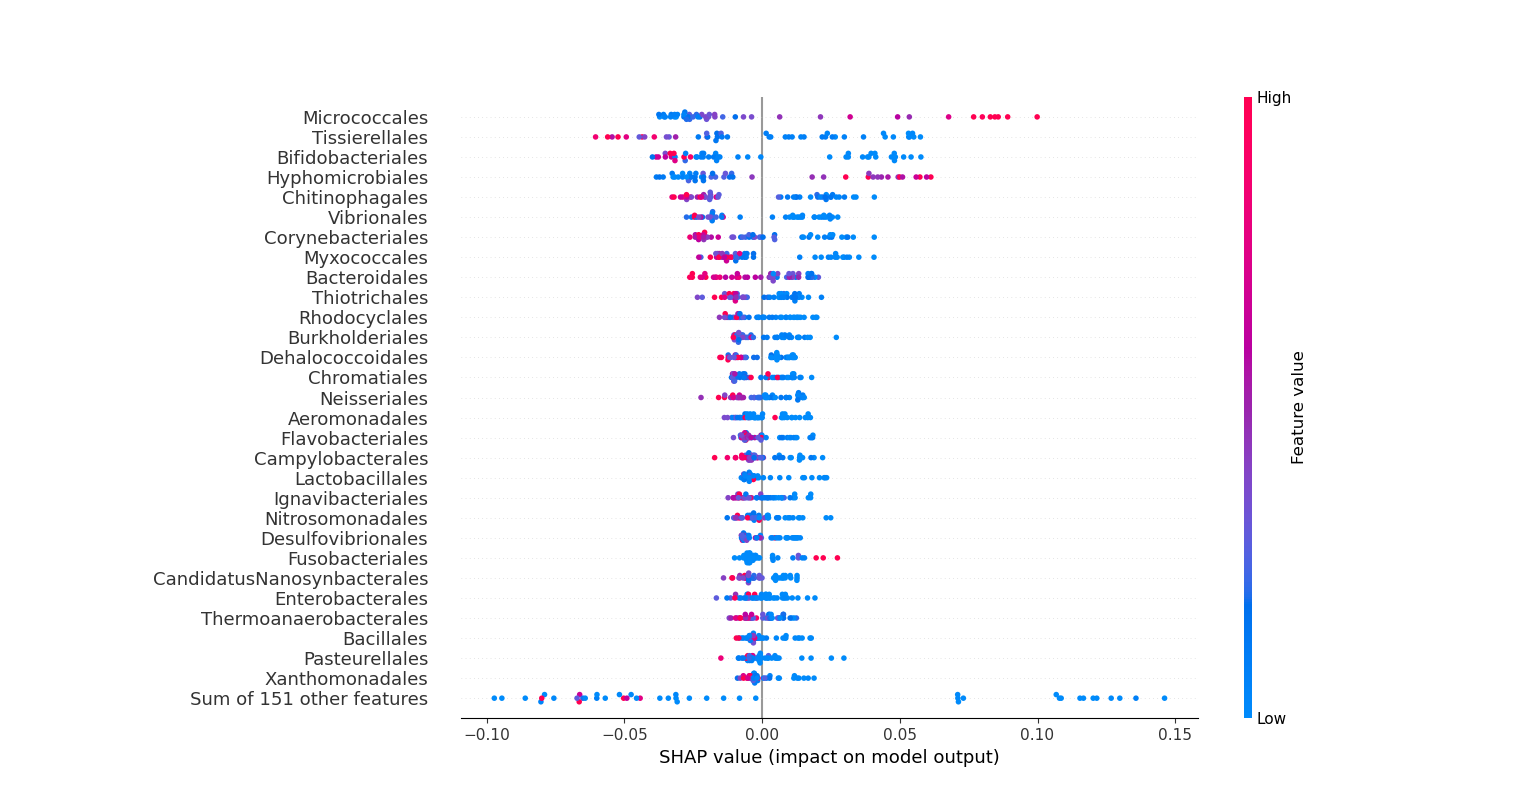 High
Micrococcales
Tissierellales
Bifidobacteriales
Hyphomicrobiales
Chitinophagales
Vibrionales
Corynebacteriales
Myxococcales
Bacteroidales
Thiotrichales
Rhodocyclales
Burkholderiales
Dehalococcoidales
Chromatiales
Neisseriales
Aeromonadales
Flavobacteriales
Campylobacterales
Lactobacillales
Ignavibacteriales
Nitrosomonadales
Desulfovibrionales
Fusobacteriales
CandidatusNanosynbacterales
Enterobacterales
Thermoanaerobacterales
Bacillales
Pasteurellales
Xanthomonadales
Sum of 151 other features
Feature value
Low
−0.10 −0.05 0.00 0.05 0.10 0.15
SHAP value (impact on model output)